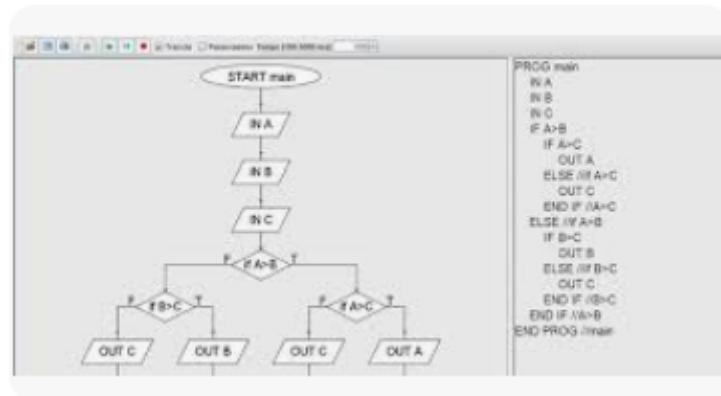 START main
IN A
IN B
IN C
F if A>B T
F if B>C T
F if A>C T
OUT C
OUT B
OUT C
OUT A
PROG main
IN A
IN B
IN C
IF A>B
IF A>C
OUT A
ELSE //if A>C
OUT C
END IF //A>C
ELSE //if A>B
IF B>C
OUT B
ELSE //if B>C
OUT C
END IF //B>C
END IF //A>B
END PROG //main